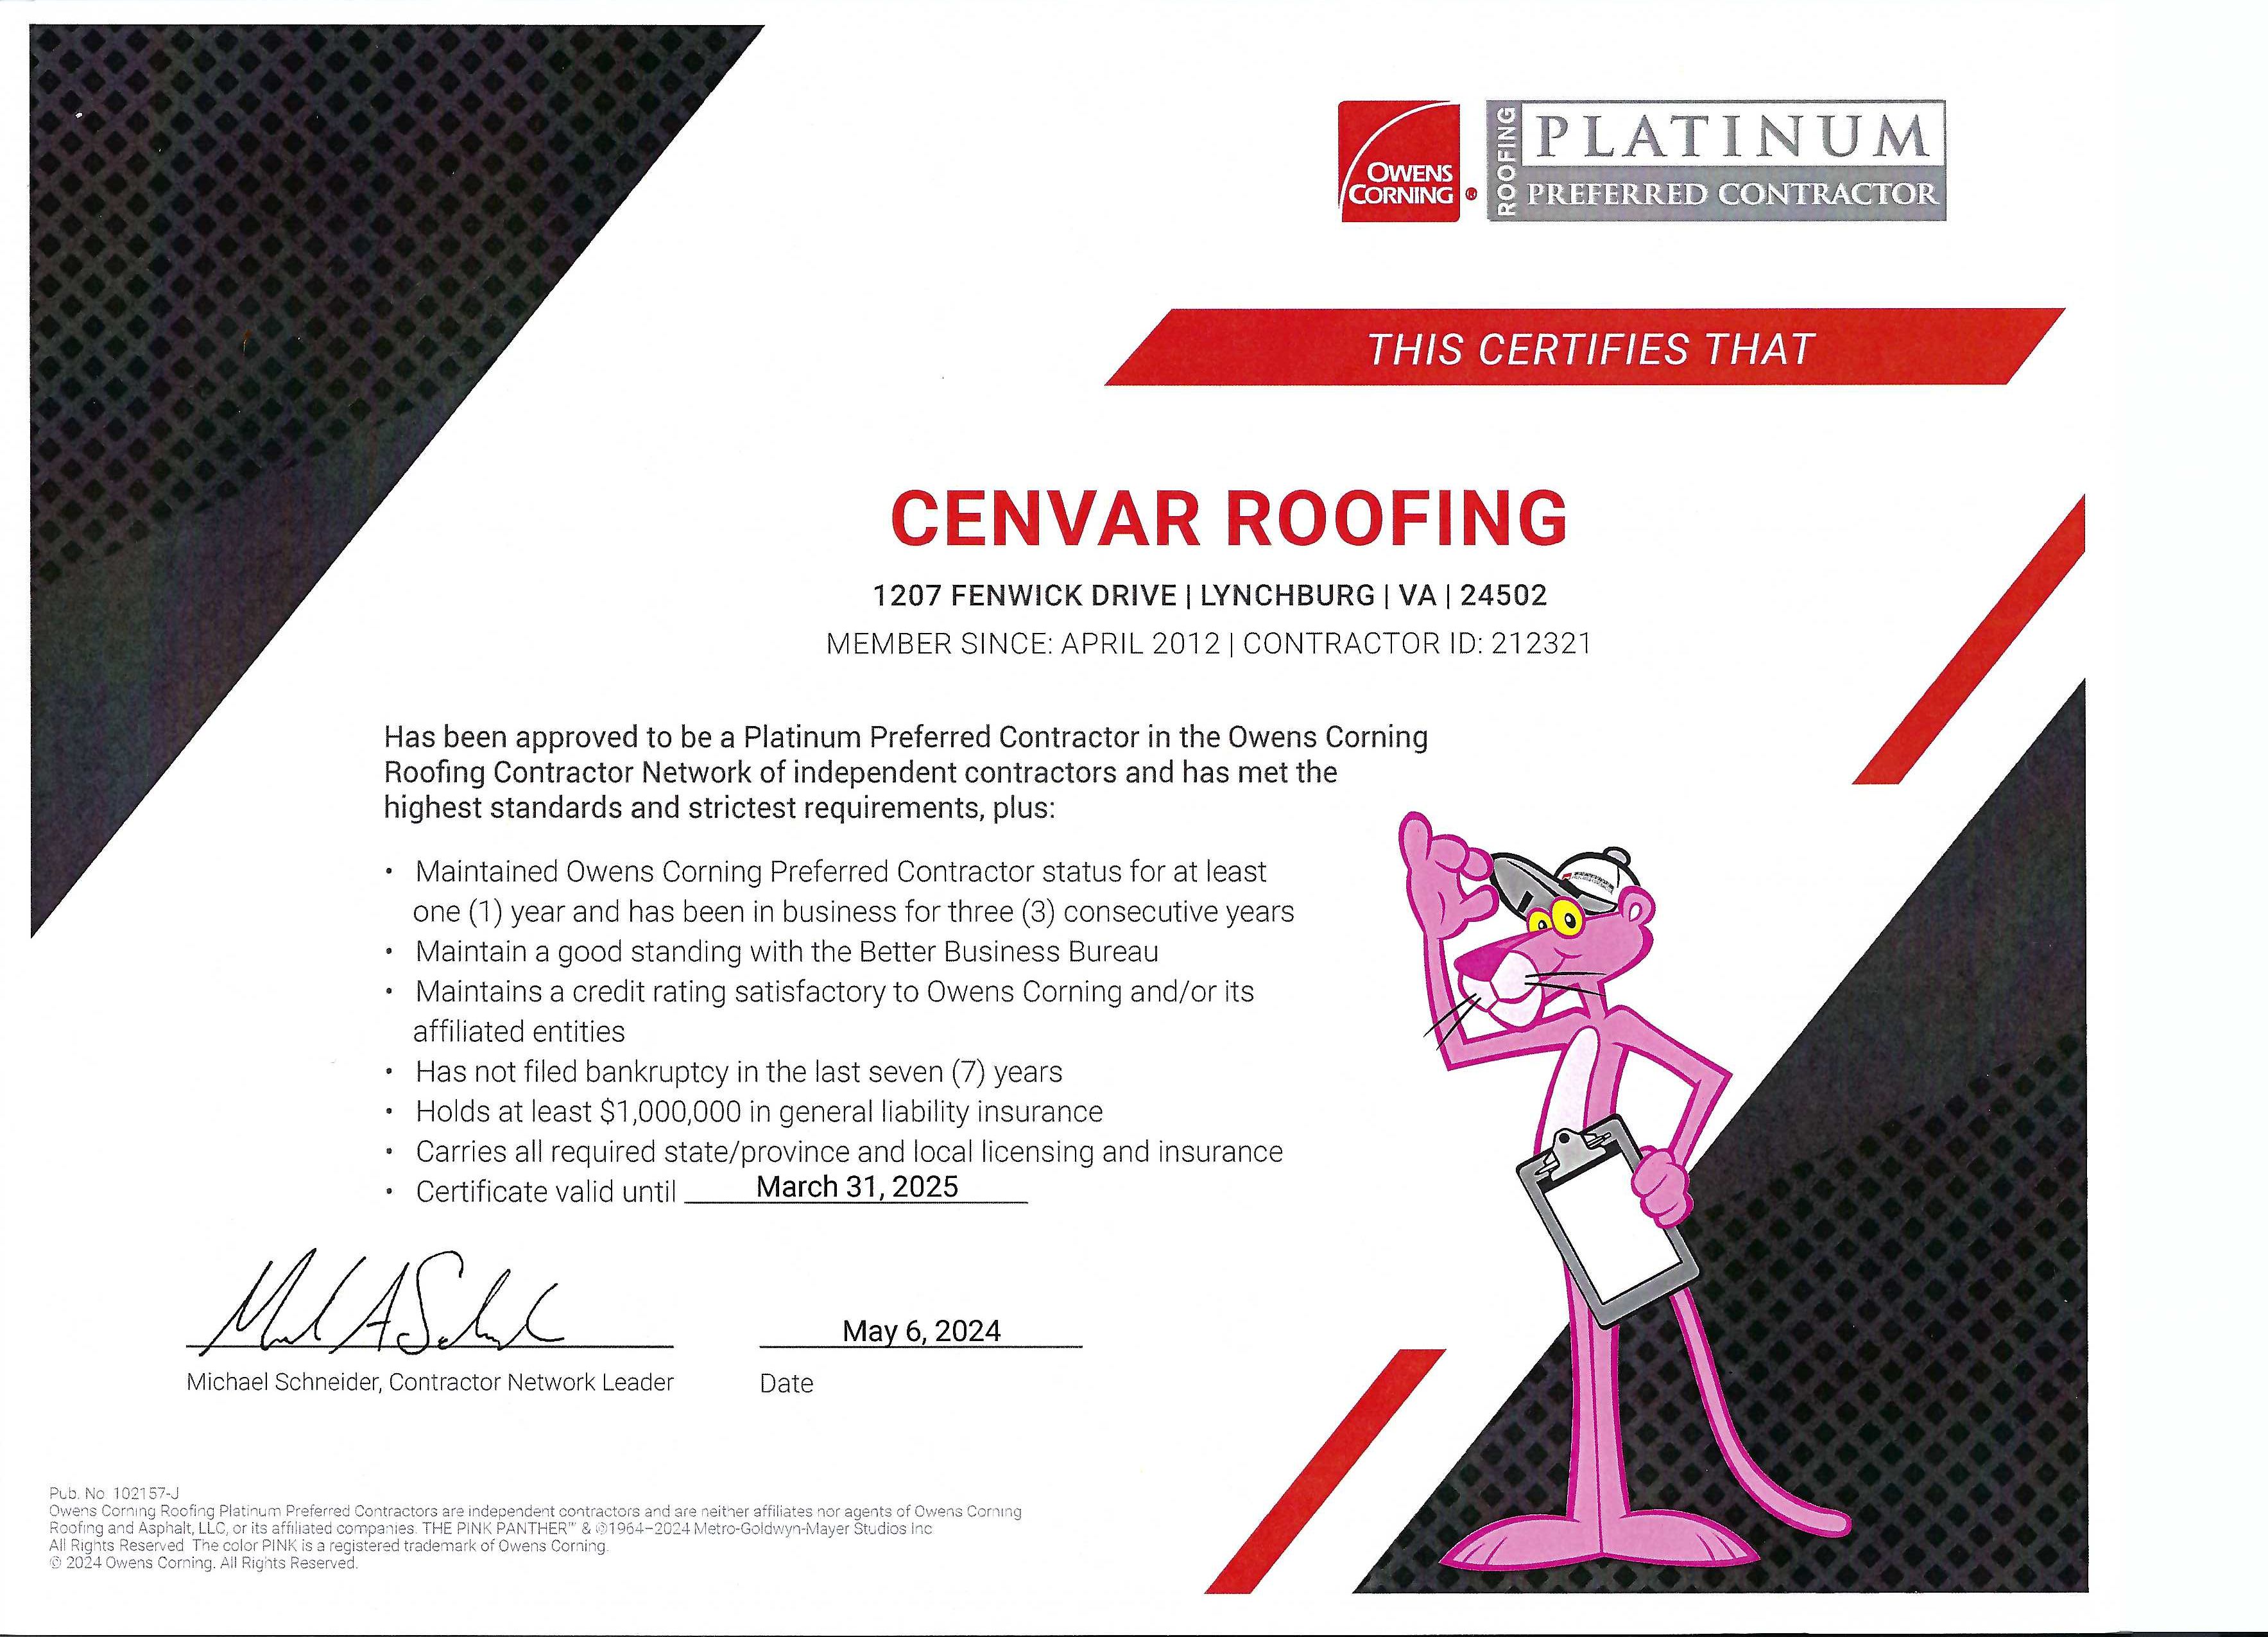 OWENS
CORNING ®
ROOFING
PLATINUM
PREFERRED CONTRACTOR
THIS CERTIFIES THAT
CENVAR ROOFING
1207 FENWICK DRIVE | LYNCHBURG | VA | 24502
MEMBER SINCE: APRIL 2012 | CONTRACTOR ID: 212321
Has been approved to be a Platinum Preferred Contractor in the Owens Corning
Roofing Contractor Network of independent contractors and has met the
highest standards and strictest requirements, plus:
• Maintained Owens Corning Preferred Contractor status for at least
one (1) year and has been in business for three (3) consecutive years
• Maintain a good standing with the Better Business Bureau
• Maintains a credit rating satisfactory to Owens Corning and/or its
affiliated entities
• Has not filed bankruptcy in the last seven (7) years
• Holds at least $1,000,000 in general liability insurance
• Carries all required state/province and local licensing and insurance
• Certificate valid until March 31, 2025
May 6, 2024
Michael Schneider, Contractor Network Leader
Date
Pub. No 102157-J
Owens Corning Roofing Platinum Preferred Contractors are independent contractors and are neither affiliates nor agents of Owens Corning
Roofing and Asphalt, LLC, or its affiliated companies. THE PINK PANTHER™ & ©1964–2024 Metro-Goldwyn-Mayer Studios Inc
All Rights Reserved The color PINK is a registered trademark of Owens Corning.
© 2024 Owens Corning. All Rights Reserved.